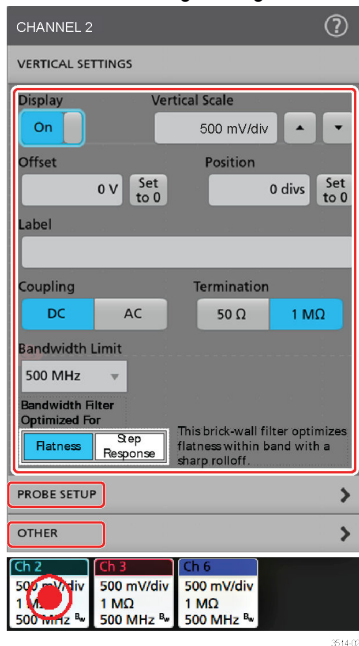 CHANNEL 2 ?
VERTICAL SETTINGS
Display Vertical Scale
On 500 mV/div
Offset Position
0 V Set to 0 0 divs Set to 0
Label
Coupling Termination
DC AC 50 Ω 1 MΩ
Bandwidth Limit
500 MHz
Bandwidth Filter
Optimized For
Flatness Step Response
This brick-wall filter optimizes
flatness within band with a
sharp rolloff.
PROBE SETUP
OTHER
Ch 2 Ch 3 Ch 6
500 mV/div 500 mV/div 500 mV/div
1 MΩ 1 MΩ 1 MΩ
500 MHz Bw 500 MHz Bw 500 MHz Bw